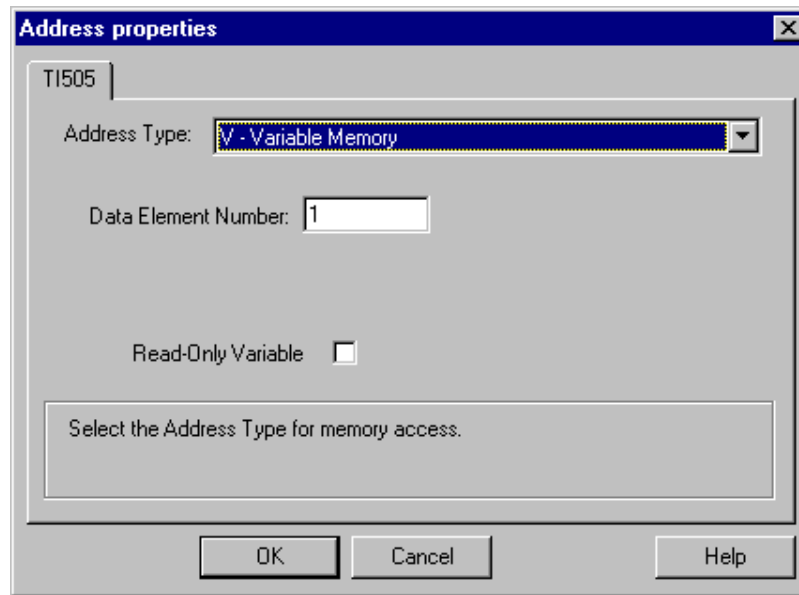 Address properties
TI505
Address Type: V - Variable Memory
Data Element Number: 1
Read-Only Variable
Select the Address Type for memory access.
OK Cancel Help